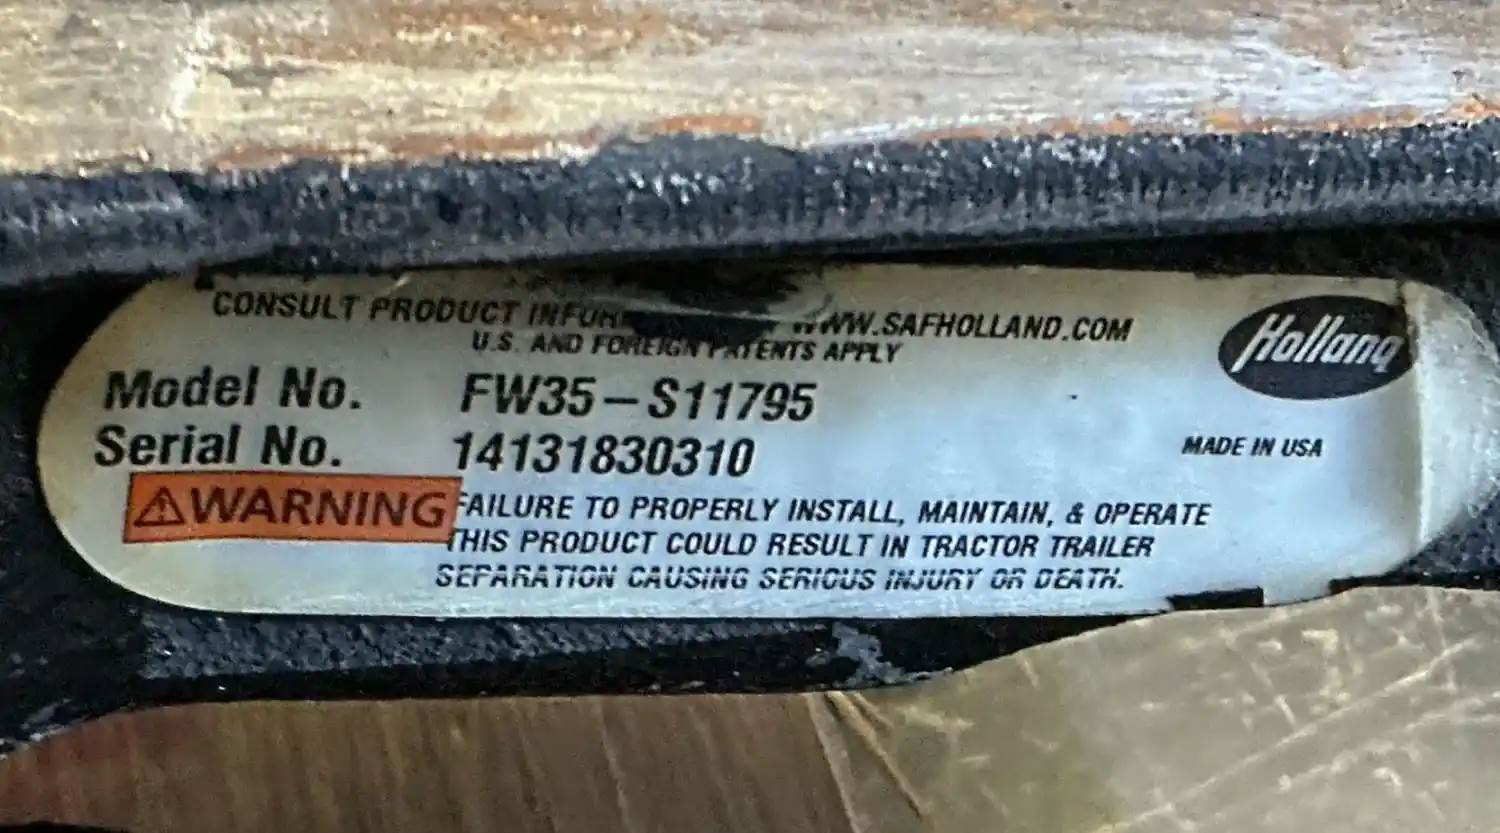 CONSULT PRODUCT WWW.SAFHOLLAND.COM
U.S. AND FOREIGN PATENTS APPLY
Holland
Model No. FW35-S11795
Serial No. 14131830310
MADE IN USA
⚠WARNING FAILURE TO PROPERLY INSTALL, MAINTAIN, & OPERATE
THIS PRODUCT COULD RESULT IN TRACTOR TRAILER
SEPARATION CAUSING SERIOUS INJURY OR DEATH.